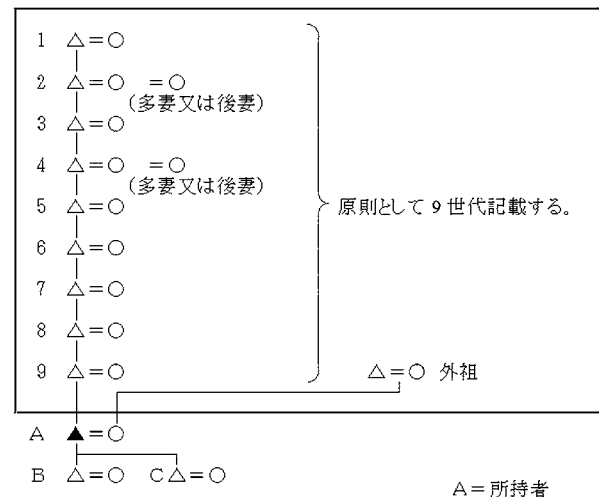 1 △=○
2 △=○ =○
(多妻又は後妻)
3 △=○
4 △=○ =○
(多妻又は後妻)
5 △=○
原則として9世代記載する。
6 △=○
7 △=○
8 △=○
9 △=○ △=○ 外祖
A ▲=○
B △=○ C△=○
A=所持者